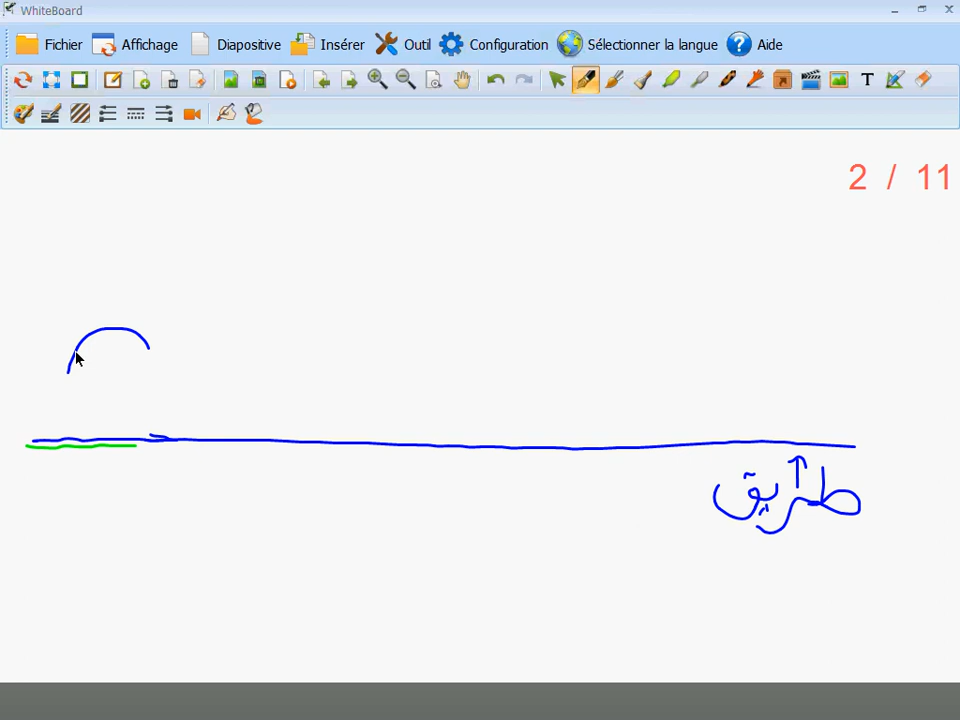 WhiteBoard
Fichier Affichage Diapositive Insérer Outil Configuration Sélectionner la langue Aide
T
2 / 11
طريق